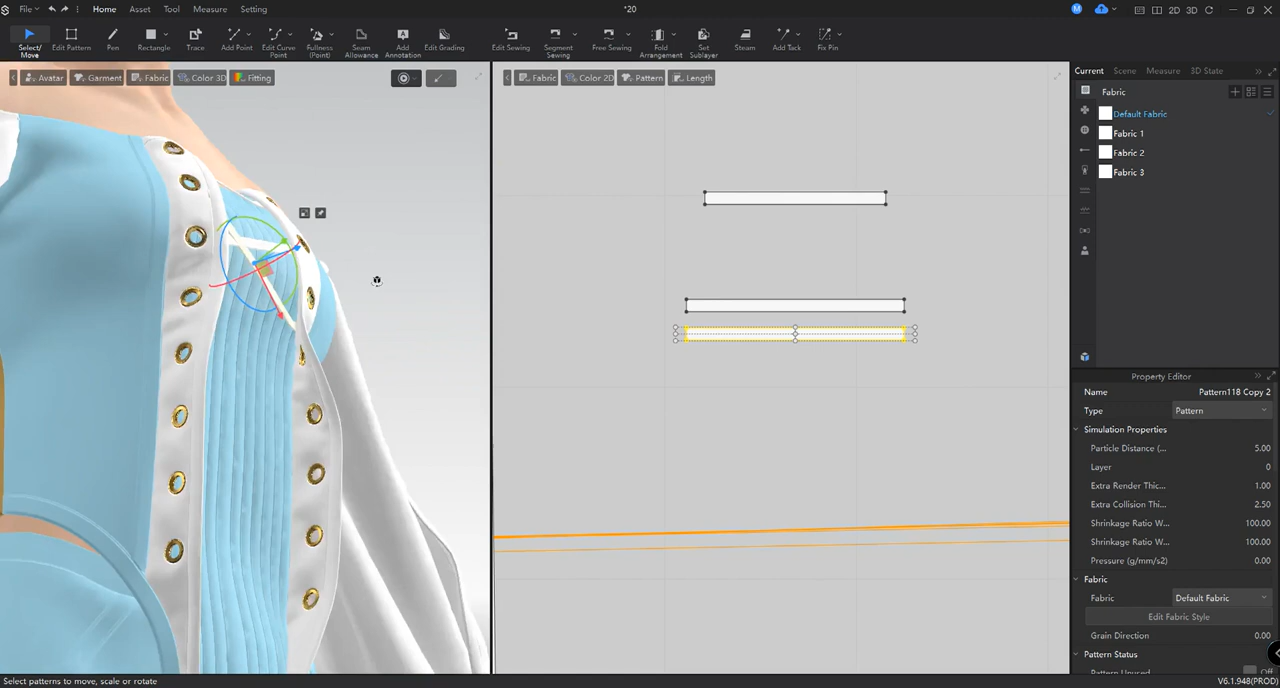 File Home Asset Tool Measure Setting *20 M 2D 3D
Select/
Move Edit Pattern Pen Rectangle Trace Add Point Edit Curve
Point Fullness
(Point) Seam
Allowance Add
Annotation Edit Grading Edit Sewing Segment
Sewing Free Sewing Fold
Arrangement Set
Sublayer Steam Add Tack Fix Pin
Avatar Garment Fabric Color 3D Fitting
Fabric Color 2D Pattern Length
Current Scene Measure 3D State
Fabric
Default Fabric
Fabric 1
Fabric 2
Fabric 3
Property Editor
Name Pattern118 Copy 2
Type Pattern
Simulation Properties
Particle Distance (... 5.00
Layer 0
Extra Render Thic... 1.00
Extra Collision Thi... 2.50
Shrinkage Ratio W... 100.00
Shrinkage Ratio W... 100.00
Pressure (g/mm/s2) 0.00
Fabric
Fabric Default Fabric
Edit Fabric Style
Grain Direction 0.00
Pattern Status
Pattern Unused Off
Select patterns to move, scale or rotate V6.1.948(PROD)